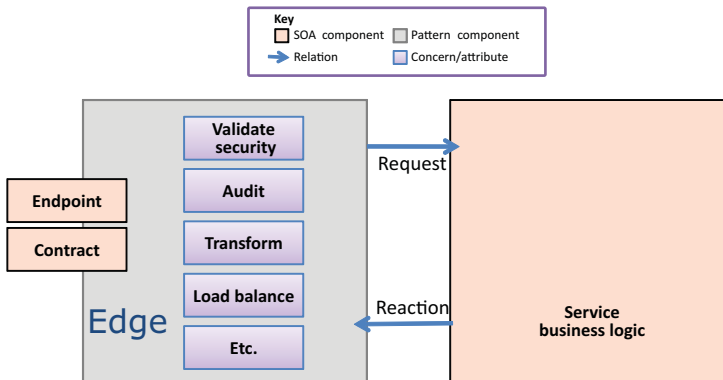 Key
SOA component
Pattern component
Relation
Concern/attribute
Validate
security
Audit
Transform
Load balance
Etc.
Endpoint
Contract
Edge
Request
Reaction
Service
business logic